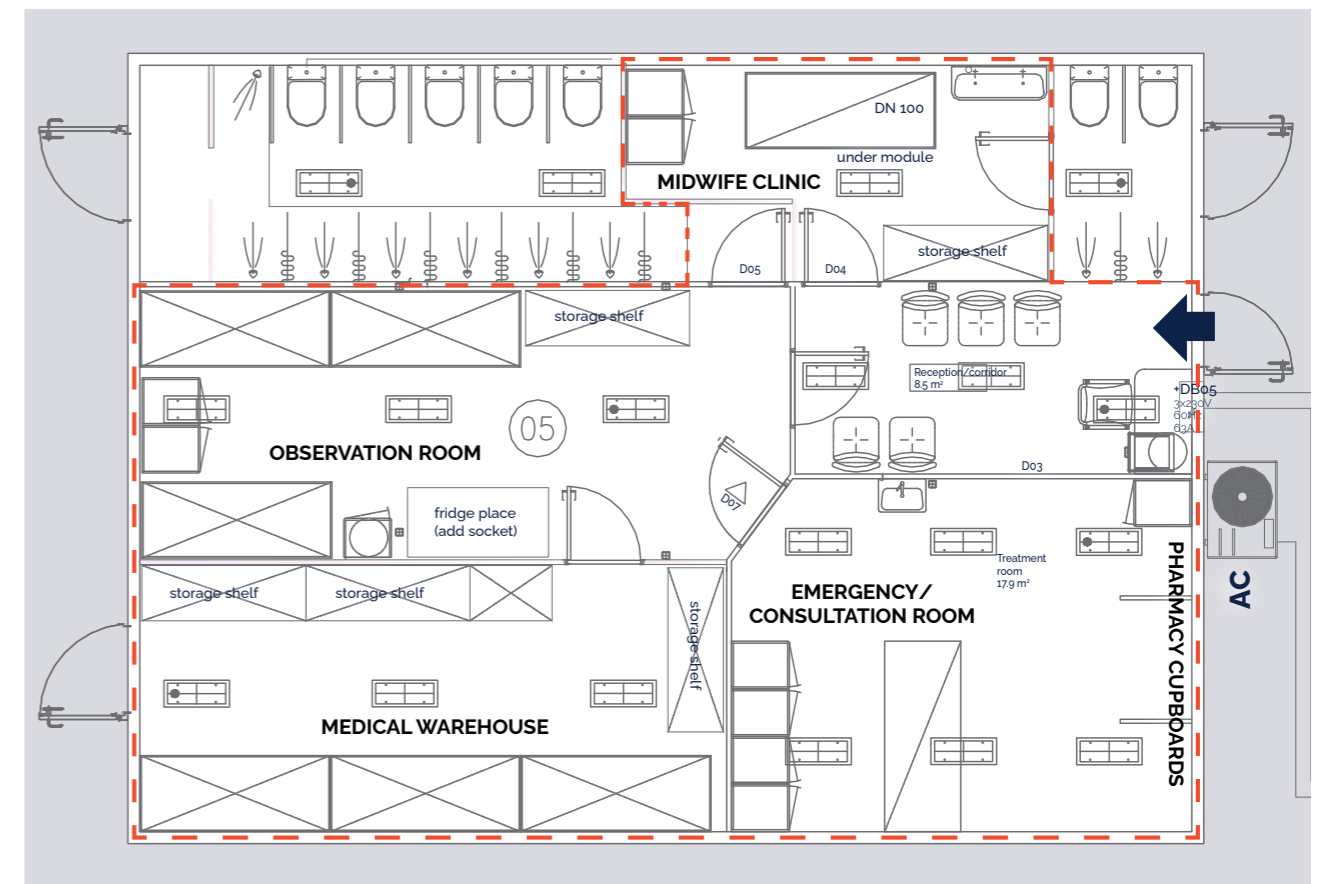 DN 100
under module
MIDWIFE CLINIC
storage shelf
D05
D04
storage shelf
Reception/corridor
8.5 m²
+DB05
3x230V
60Hz
63A
OBSERVATION ROOM
05
D03
D07
fridge place
(add socket)
Treatment
room
17.9 m²
EMERGENCY/
CONSULTATION ROOM
PHARMACY CUPBOARDS
AC
storage shelf
storage shelf
storage shelf
MEDICAL WAREHOUSE